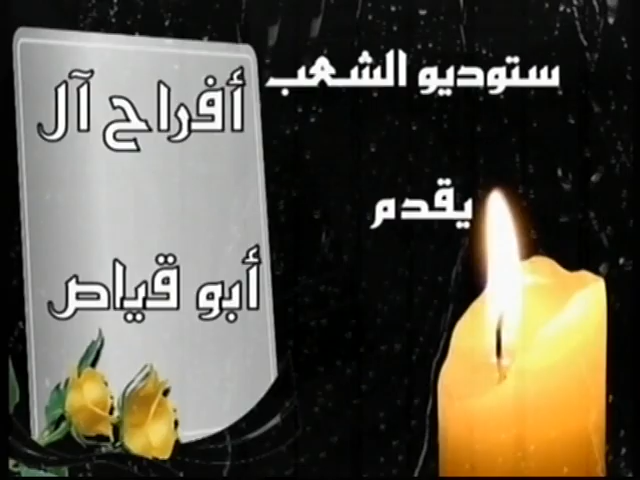 ستوديو الشعب
يقدم
أفراح آل
أبو قياص